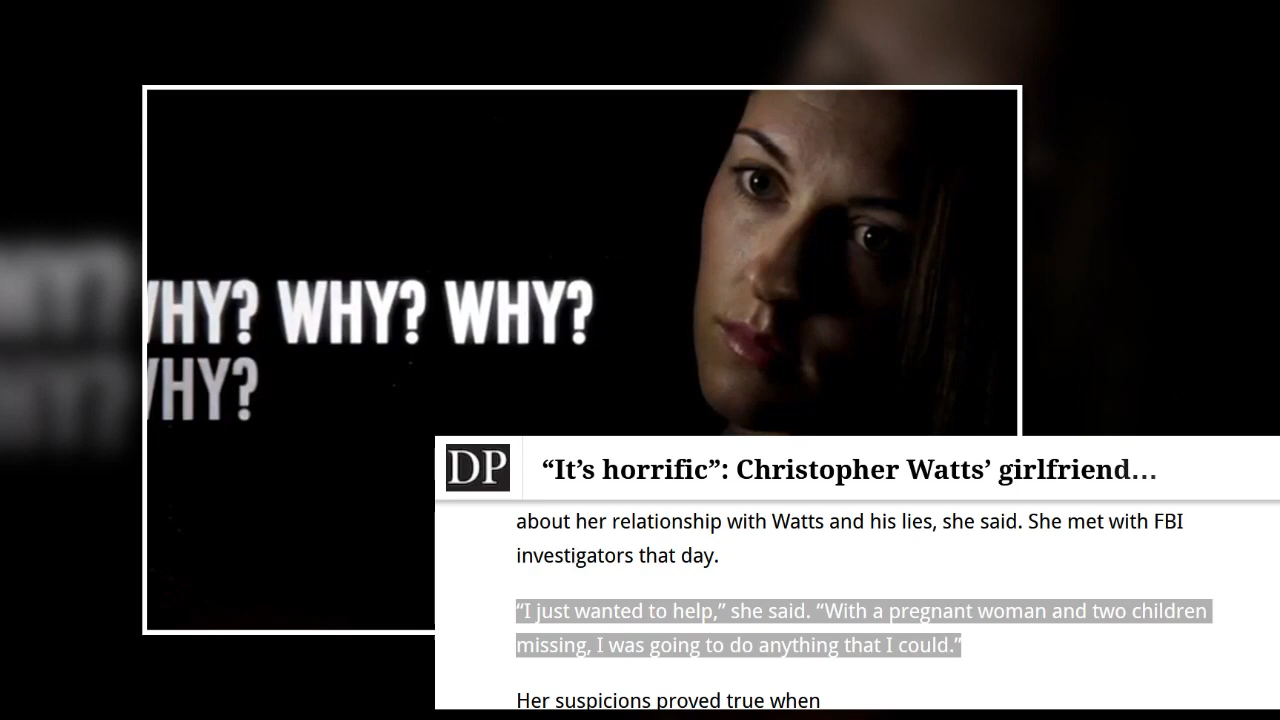 WHY? WHY? WHY?
WHY?
DP
“It’s horrific”: Christopher Watts’ girlfriend…
about her relationship with Watts and his lies, she said. She met with FBI
investigators that day.
“I just wanted to help,” she said. “With a pregnant woman and two children
missing, I was going to do anything that I could.”
Her suspicions proved true when